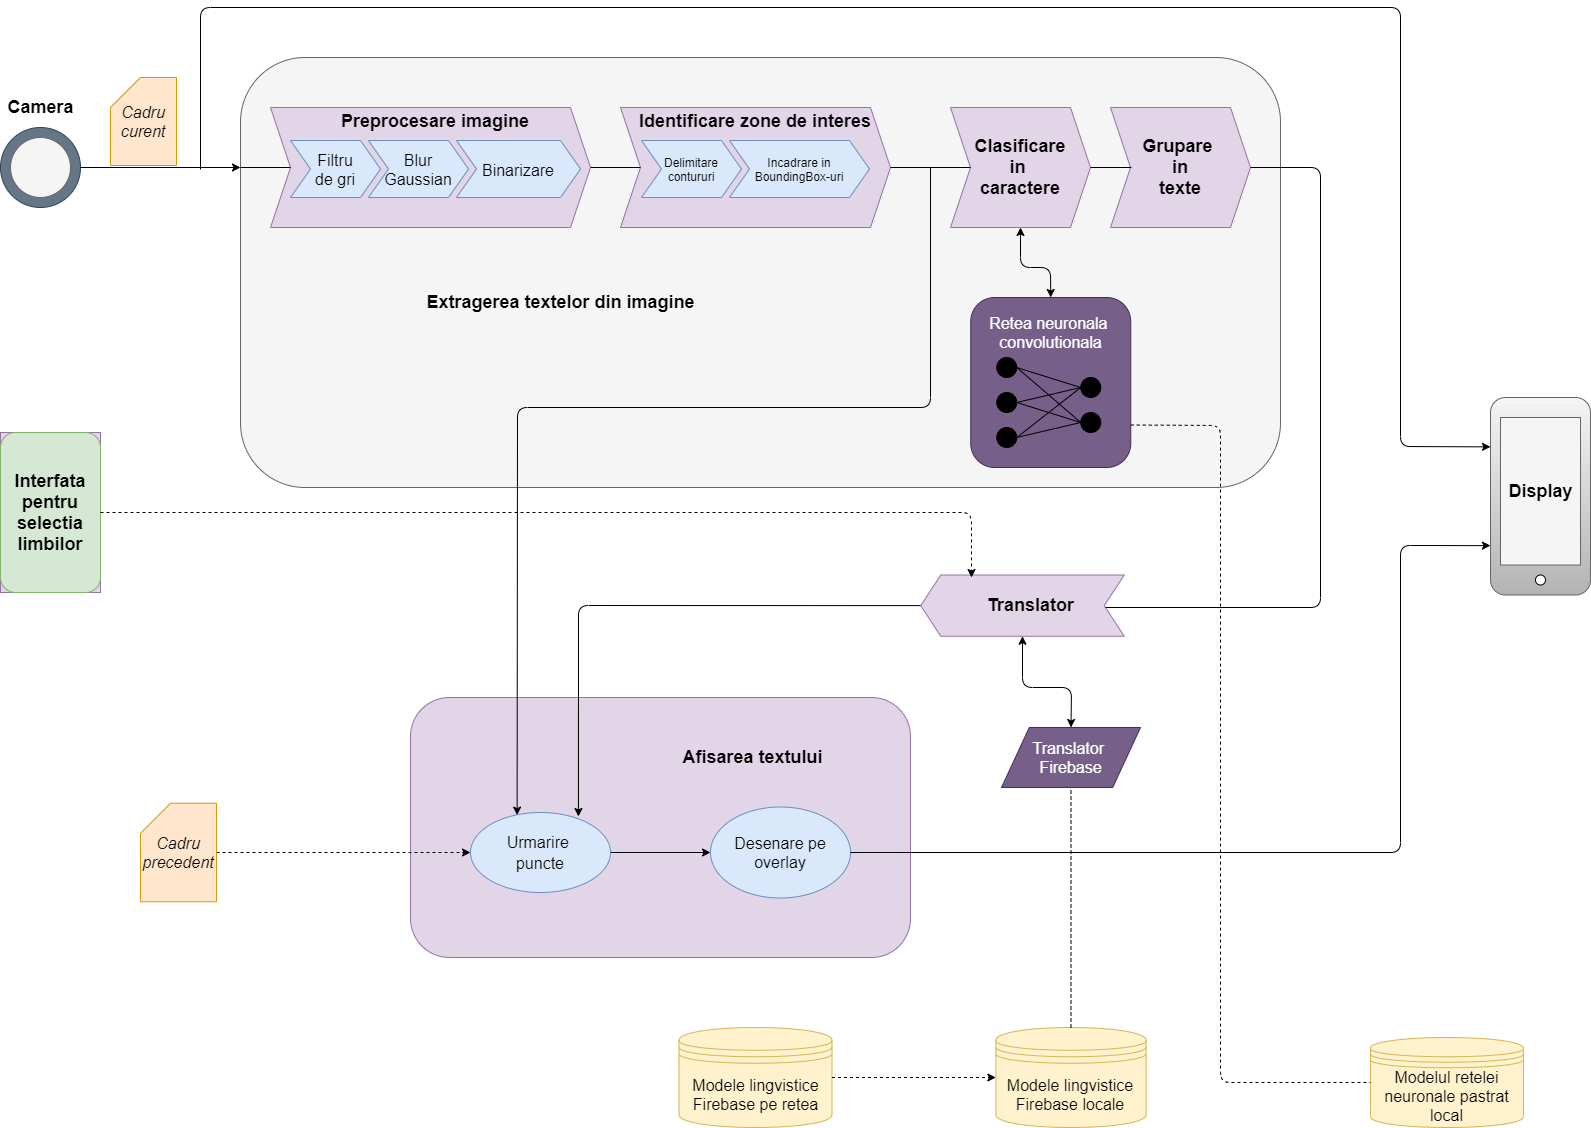 Camera
Cadru
curent
Preprocesare imagine
Filtru
de gri
Blur
Gaussian
Binarizare
Identificare zone de interes
Delimitare
contururi
Incadrare in
BoundingBox-uri
Clasificare
in
caractere
Grupare
in
texte
Extragerea textelor din imagine
Retea neuronala
convolutionala
Interfata
pentru
selectia
limbilor
Display
Translator
Translator
Firebase
Afisarea textului
Cadru
precedent
Urmarire
puncte
Desenare pe
overlay
Modele lingvistice
Firebase pe retea
Modele lingvistice
Firebase locale
Modelul retelei
neuronale pastrat
local